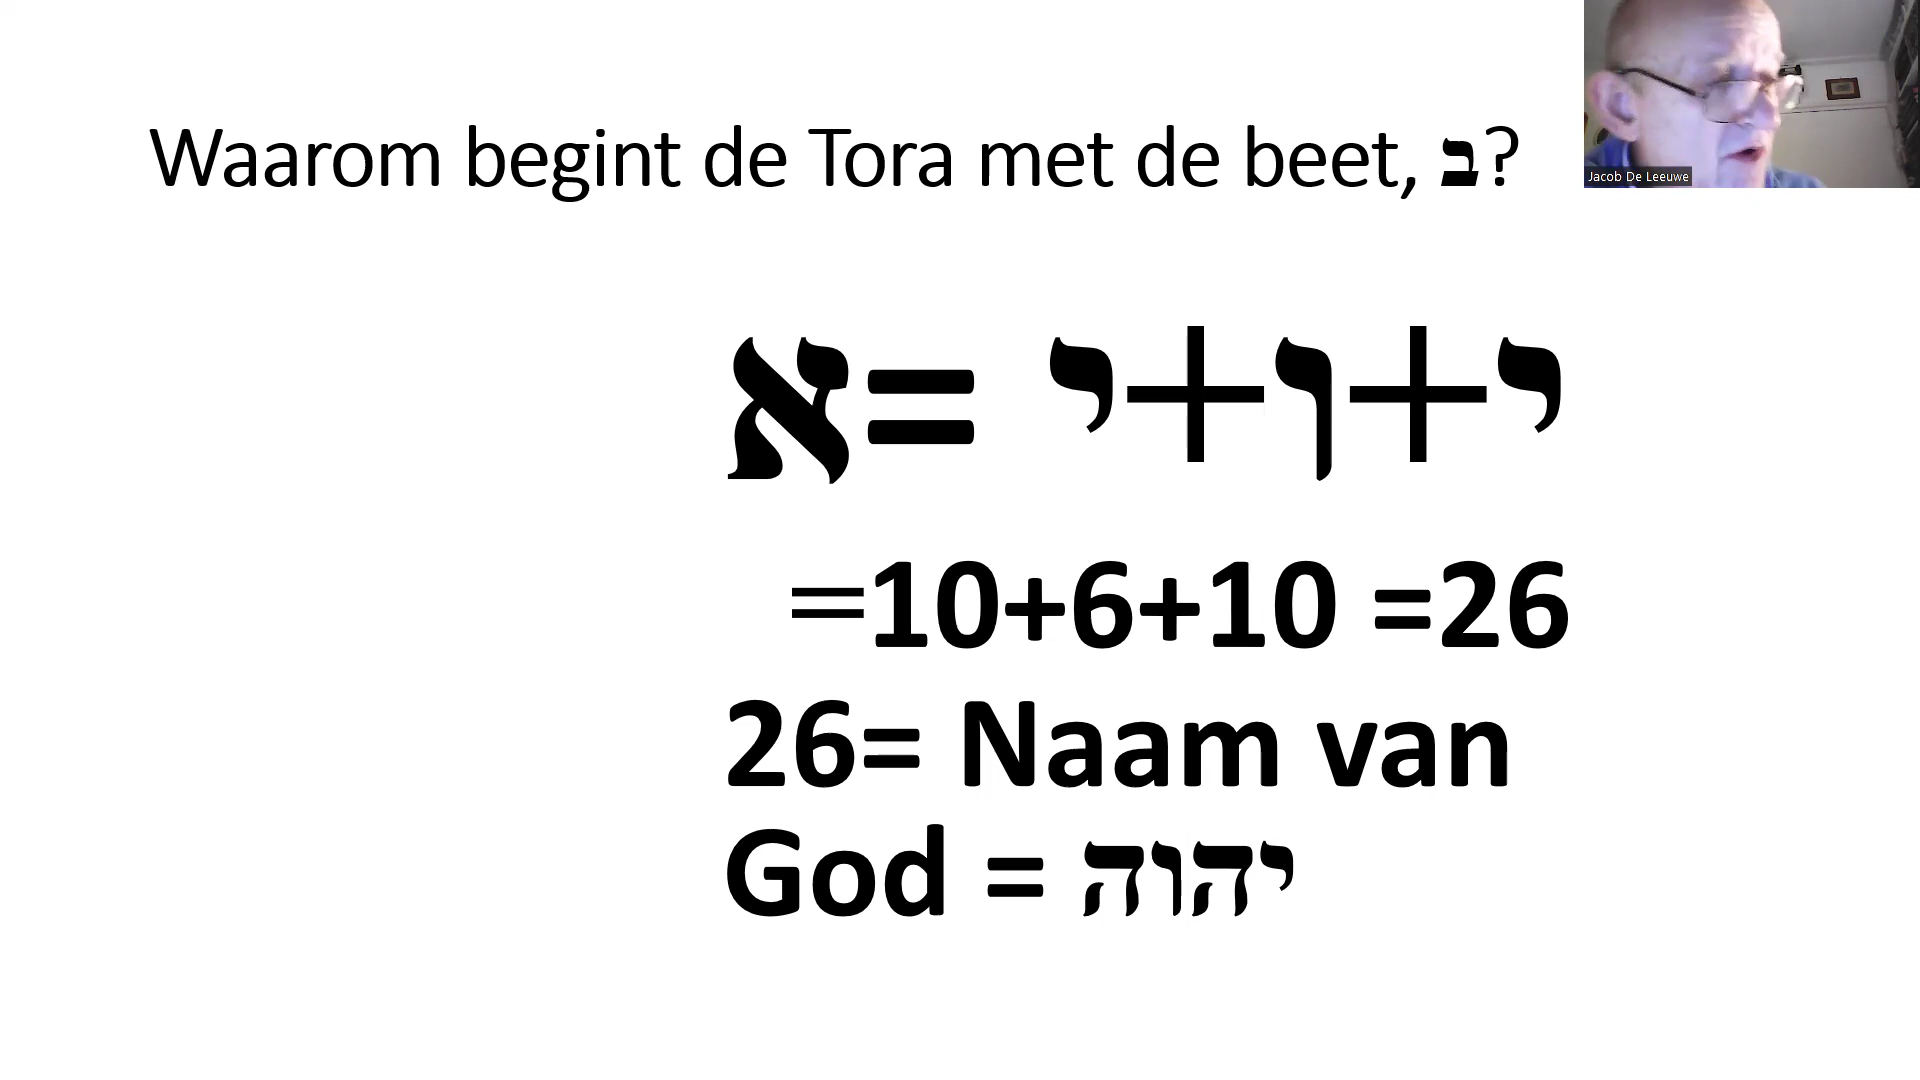 Waarom begint de Tora met de beet, ב?
Jacob De Leeuwe
א= י+ו+י
=10+6+10 =26
26= Naam van
God = יהוה